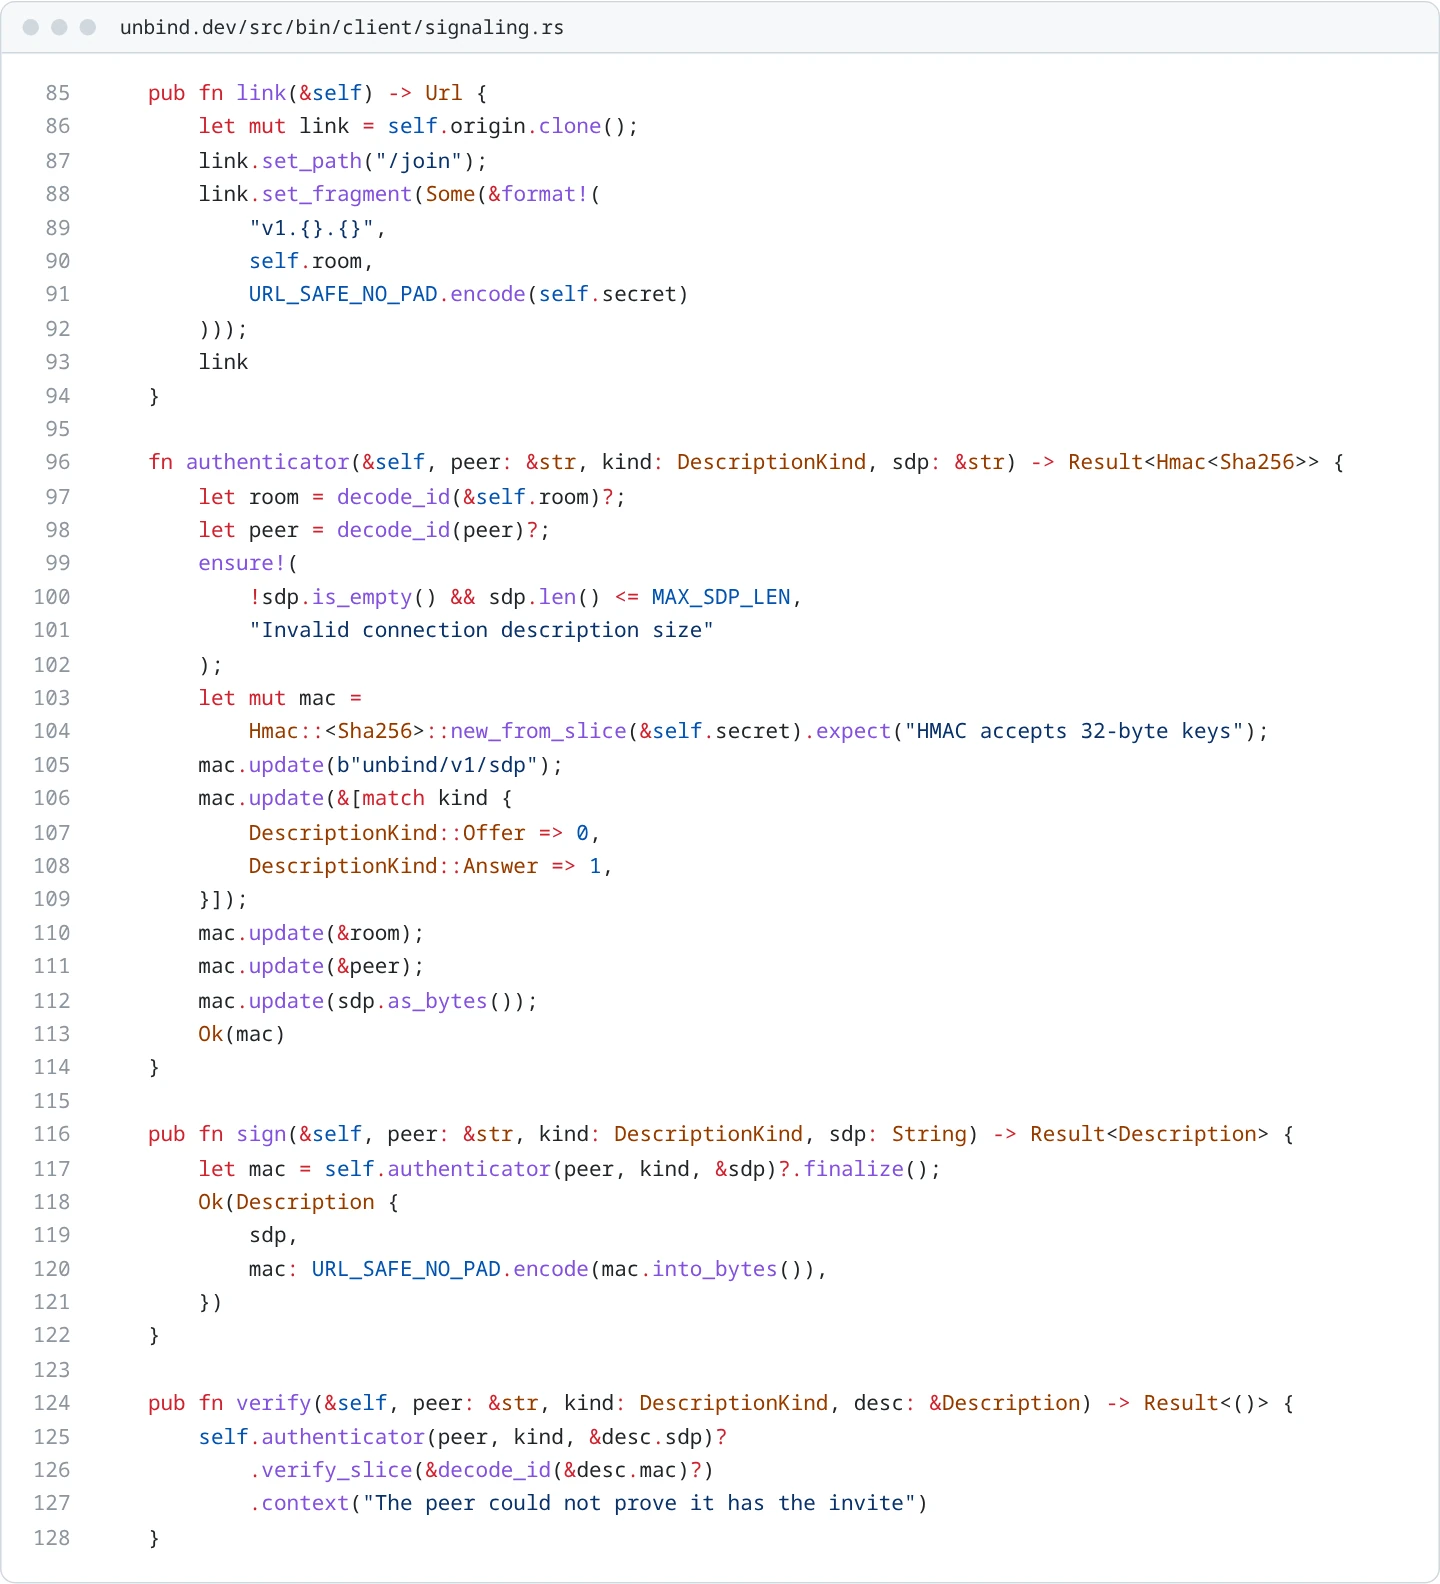 unbind.dev/src/bin/client/signaling.rs
85     pub fn link(&self) -> Url {
86         let mut link = self.origin.clone();
87         link.set_path("/join");
88         link.set_fragment(Some(&format!(
89             "v1.{}.{}",
90             self.room,
91             URL_SAFE_NO_PAD.encode(self.secret)
92         )));
93         link
94     }
95
96     fn authenticator(&self, peer: &str, kind: DescriptionKind, sdp: &str) -> Result<Hmac<Sha256>> {
97         let room = decode_id(&self.room)?;
98         let peer = decode_id(peer)?;
99         ensure!(
100             !sdp.is_empty() && sdp.len() <= MAX_SDP_LEN,
101             "Invalid connection description size"
102         );
103         let mut mac =
104             Hmac::<Sha256>::new_from_slice(&self.secret).expect("HMAC accepts 32-byte keys");
105         mac.update(b"unbind/v1/sdp");
106         mac.update(&[match kind {
107             DescriptionKind::Offer => 0,
108             DescriptionKind::Answer => 1,
109         }]);
110         mac.update(&room);
111         mac.update(&peer);
112         mac.update(sdp.as_bytes());
113         Ok(mac)
114     }
115
116     pub fn sign(&self, peer: &str, kind: DescriptionKind, sdp: String) -> Result<Description> {
117         let mac = self.authenticator(peer, kind, &sdp)?.finalize();
118         Ok(Description {
119             sdp,
120             mac: URL_SAFE_NO_PAD.encode(mac.into_bytes()),
121         })
122     }
123
124     pub fn verify(&self, peer: &str, kind: DescriptionKind, desc: &Description) -> Result<()> {
125         self.authenticator(peer, kind, &desc.sdp)?
126             .verify_slice(&decode_id(&desc.mac)?)
127             .context("The peer could not prove it has the invite")
128     }